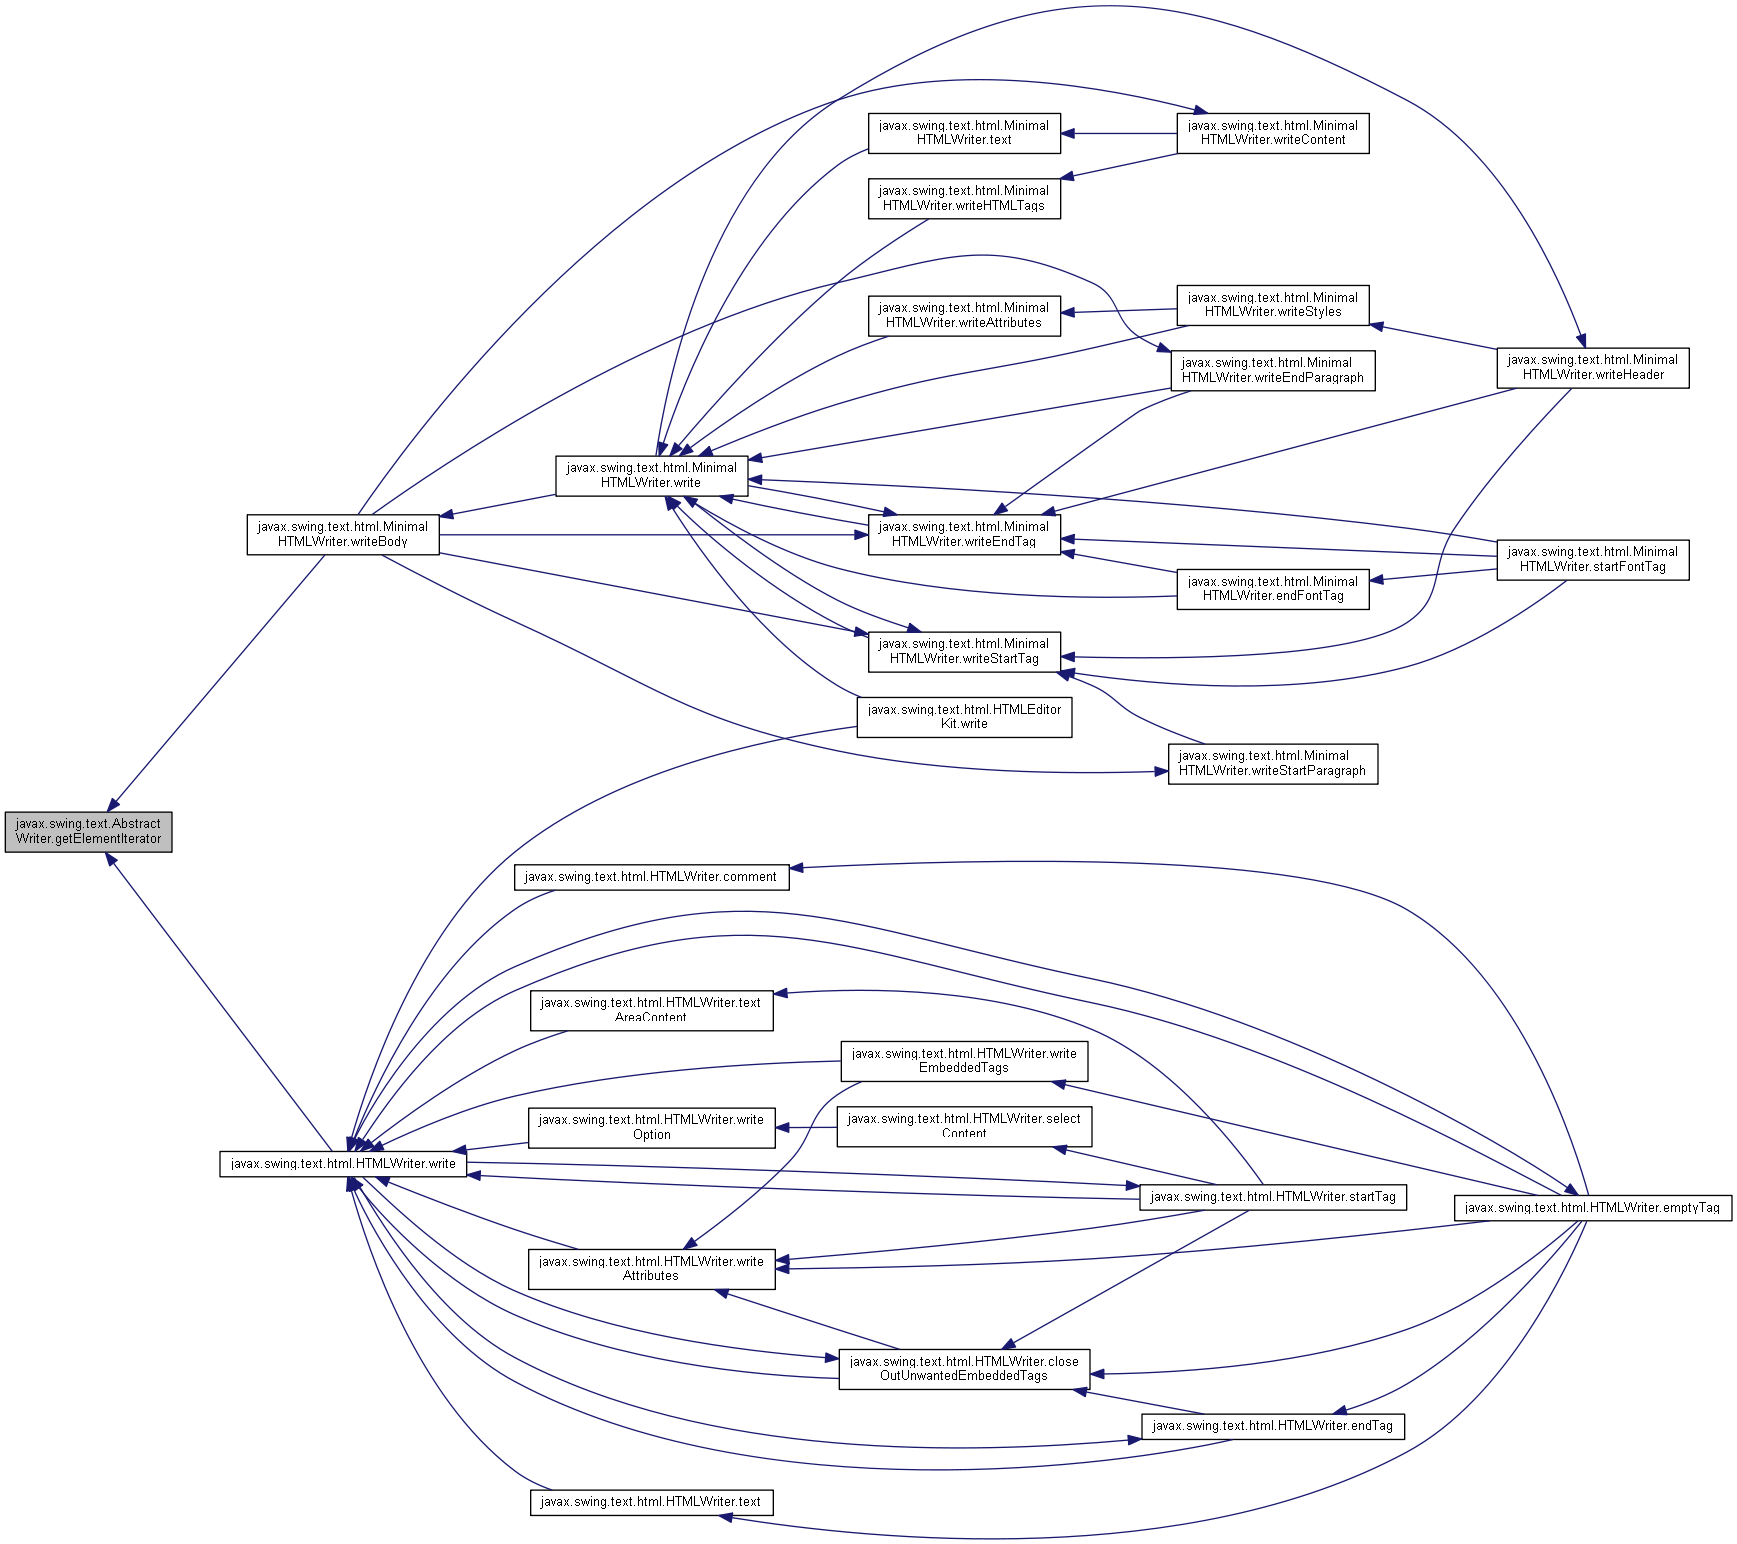 javax.swing.text.html.Minimal
HTMLWriter.text
javax.swing.text.html.Minimal
HTMLWriter.writeContent
javax.swing.text.html.Minimal
HTMLWriter.writeHTMLTags
javax.swing.text.html.Minimal
HTMLWriter.writeAttributes
javax.swing.text.html.Minimal
HTMLWriter.writeStyles
javax.swing.text.html.Minimal
HTMLWriter.writeEndParagraph
javax.swing.text.html.Minimal
HTMLWriter.writeHeader
javax.swing.text.html.Minimal
HTMLWriter.write
javax.swing.text.html.Minimal
HTMLWriter.writeBody
javax.swing.text.html.Minimal
HTMLWriter.writeEndTag
javax.swing.text.html.Minimal
HTMLWriter.startFontTag
javax.swing.text.html.Minimal
HTMLWriter.endFontTag
javax.swing.text.html.Minimal
HTMLWriter.writeStartTag
javax.swing.text.html.HTMLEditor
Kit.write
javax.swing.text.html.Minimal
HTMLWriter.writeStartParagraph
javax.swing.text.Abstract
Writer.getElementIterator
javax.swing.text.html.HTMLWriter.comment
javax.swing.text.html.HTMLWriter.text
AreaContent
javax.swing.text.html.HTMLWriter.write
EmbeddedTags
javax.swing.text.html.HTMLWriter.write
Option
javax.swing.text.html.HTMLWriter.select
Content
javax.swing.text.html.HTMLWriter.write
javax.swing.text.html.HTMLWriter.startTag
javax.swing.text.html.HTMLWriter.emptyTag
javax.swing.text.html.HTMLWriter.write
Attributes
javax.swing.text.html.HTMLWriter.close
OutUnwantedEmbeddedTags
javax.swing.text.html.HTMLWriter.endTag
javax.swing.text.html.HTMLWriter.text